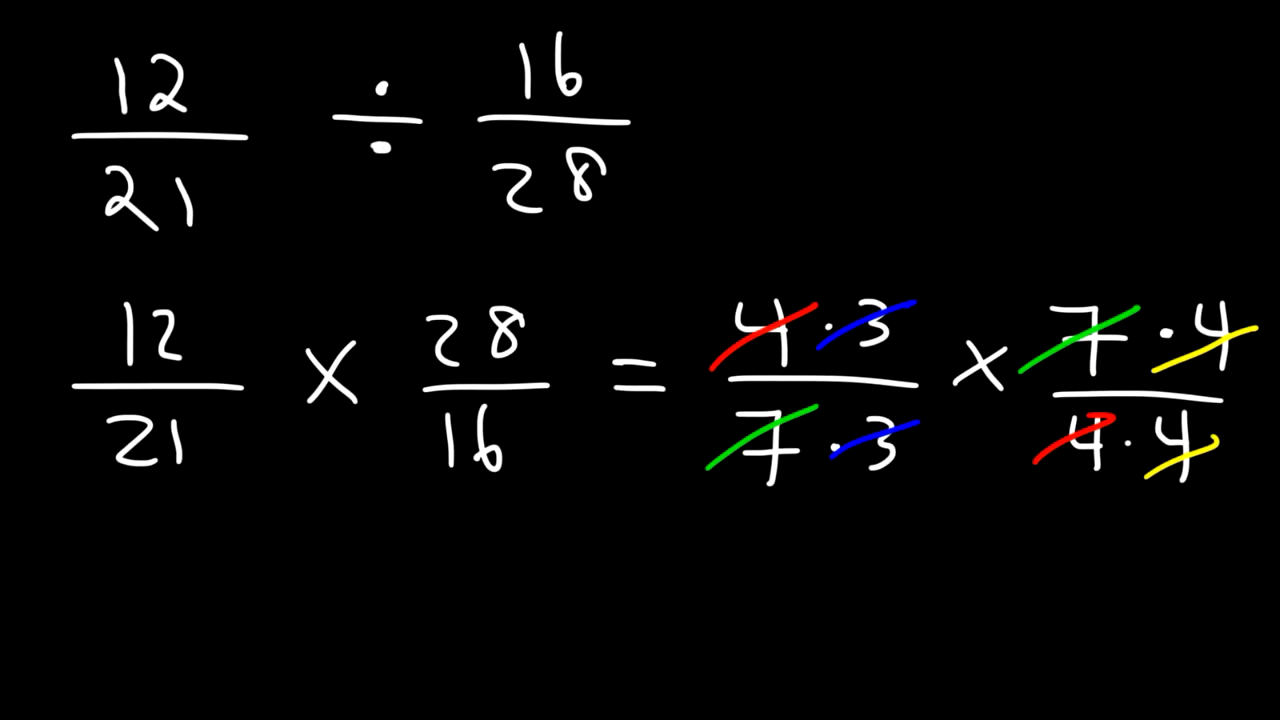 12/21 ÷ 16/28
12/21 × 28/16 = 4·3/7·3 × 7·4/4·4